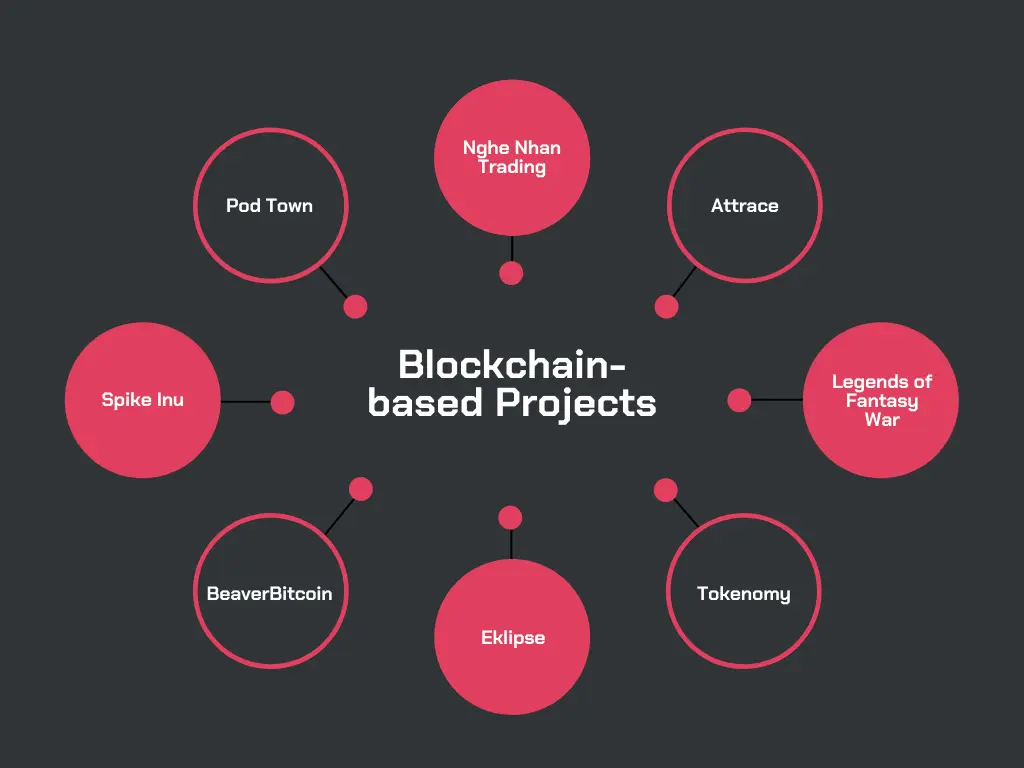 Nghe Nhan
Trading
Pod Town
Attrace
Blockchain-
based Projects
Spike Inu
Legends of
Fantasy
War
BeaverBitcoin
Tokenomy
Eklipse